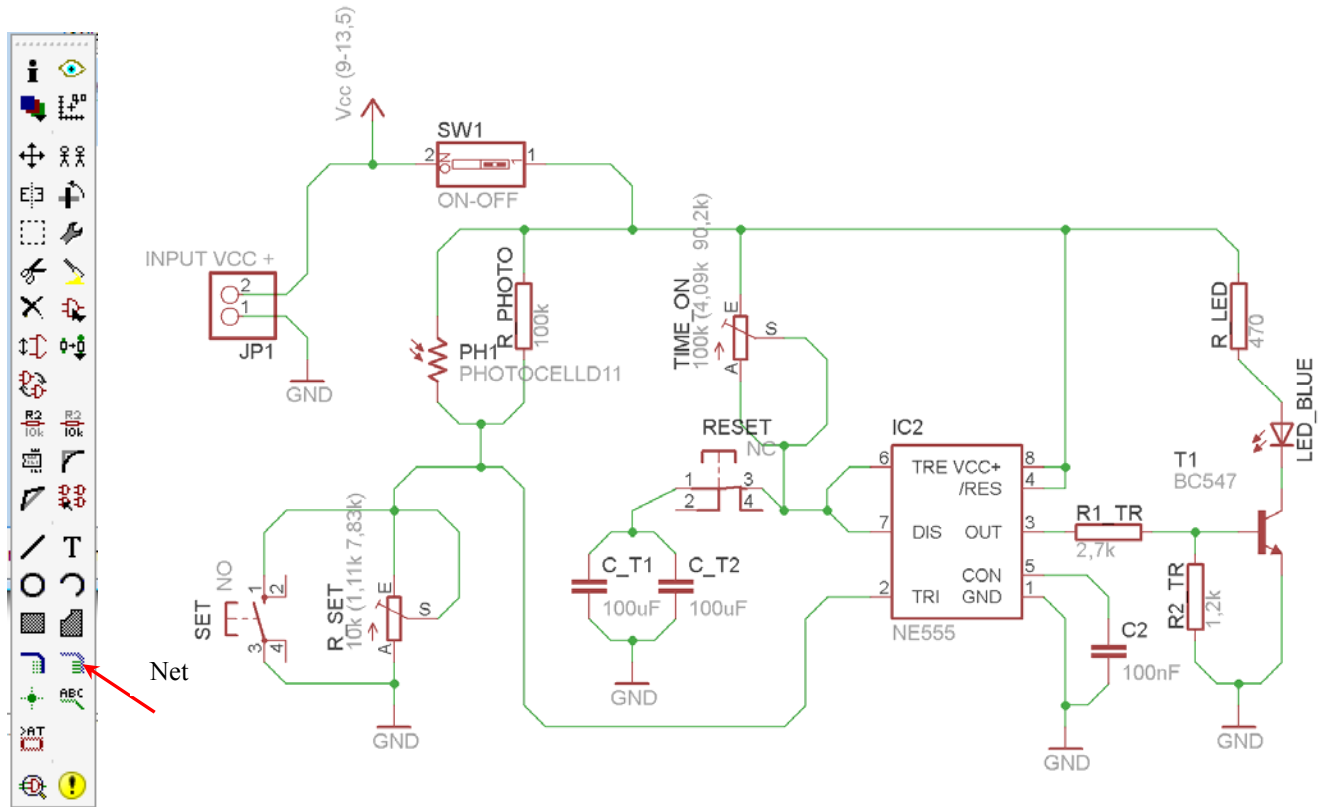 R2
10k
R2
10k
T
ABC
>AT
Net
Vcc (9-13,5)
SW1
2
ON
1
1
ON-OFF
INPUT VCC +
2
1
JP1
GND
PH1
PHOTOCELLD11
R_PHOTO
100k
TIME_ON
100k (4,09k 90,2k)
E
S
A
R_LED
470
LED_BLUE
RESET
NC
1
3
2
4
C_T1
100uF
C_T2
100uF
GND
IC2
6
TRE
VCC+
8
/RES
4
7
DIS
OUT
3
CON
5
2
TRI
GND
1
NE555
R1_TR
2,7k
T1
BC547
R2_TR
1,2k
C2
100nF
GND
GND
SET
NO
1
2
3
4
R_SET
10k (1,11k 7,83k)
E
S
A
GND